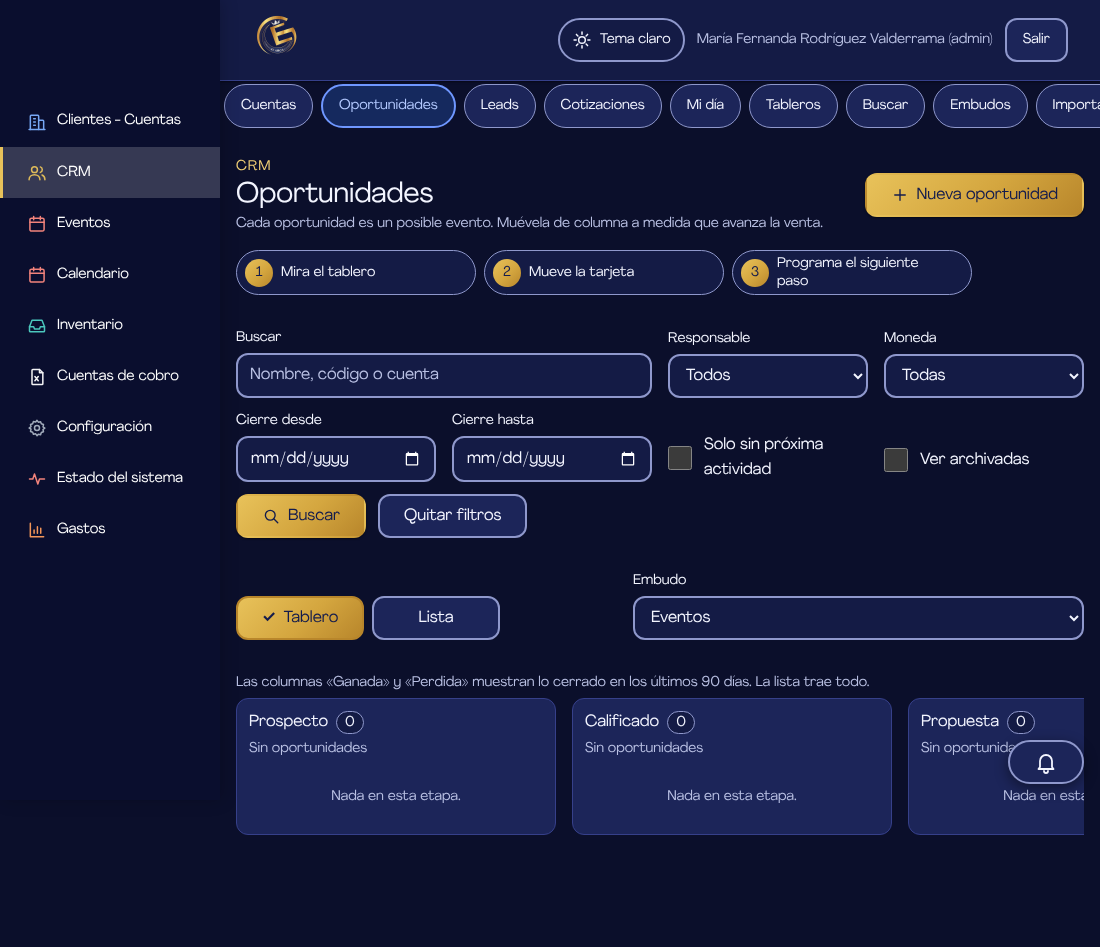 Tema claro
María Fernanda Rodríguez Valderrama (admin)
Salir
Clientes - Cuentas
CRM
Eventos
Calendario
Inventario
Cuentas de cobro
Configuración
Estado del sistema
Gastos
Cuentas
Oportunidades
Leads
Cotizaciones
Mi día
Tableros
Buscar
Embudos
CRM
Oportunidades
Cada oportunidad es un posible evento. Muévela de columna a medida que avanza la venta.
Nueva oportunidad
1 Mira el tablero
2 Mueve la tarjeta
3 Programa el siguiente
paso
Buscar
Nombre, código o cuenta
Responsable
Todos
Moneda
Todas
Cierre desde
mm/dd/yyyy
Cierre hasta
mm/dd/yyyy
Solo sin próxima
actividad
Ver archivadas
Buscar
Quitar filtros
Tablero
Lista
Embudo
Eventos
Las columnas «Ganada» y «Perdida» muestran lo cerrado en los últimos 90 días. La lista trae todo.
Prospecto 0
Sin oportunidades
Nada en esta etapa.
Calificado 0
Sin oportunidades
Nada en esta etapa.
Propuesta 0
Sin
Nada en